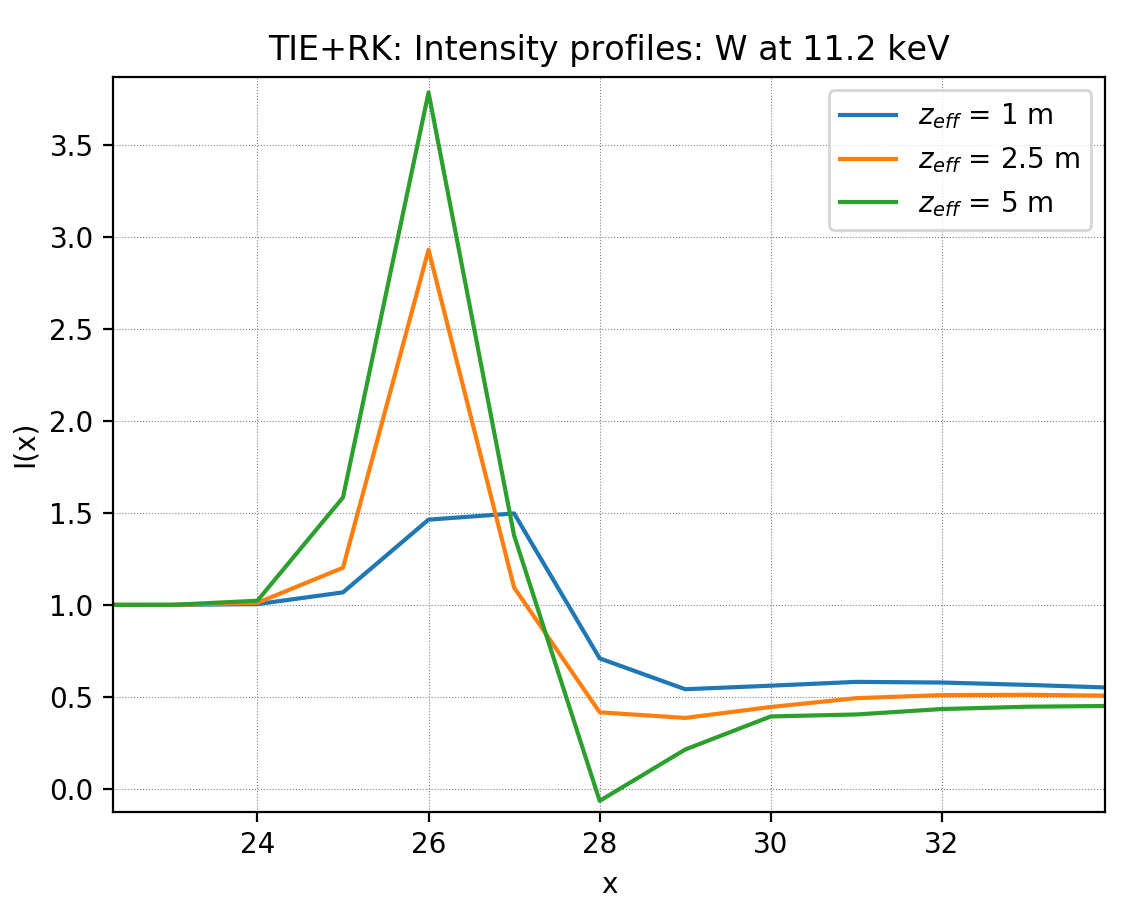 TIE+RK: Intensity profiles: W at 11.2 keV
z_eff = 1 m
z_eff = 2.5 m
z_eff = 5 m
3.5
3.0
2.5
2.0
1.5
1.0
0.5
0.0
I(x)
24 26 28 30 32
x